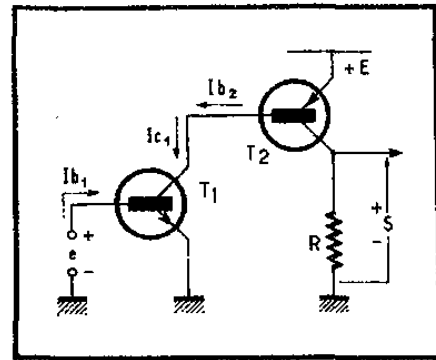 + E
Ib₂
Ic₁
T₂
Ib₁
T₁
+
e
-
R
+
S
-